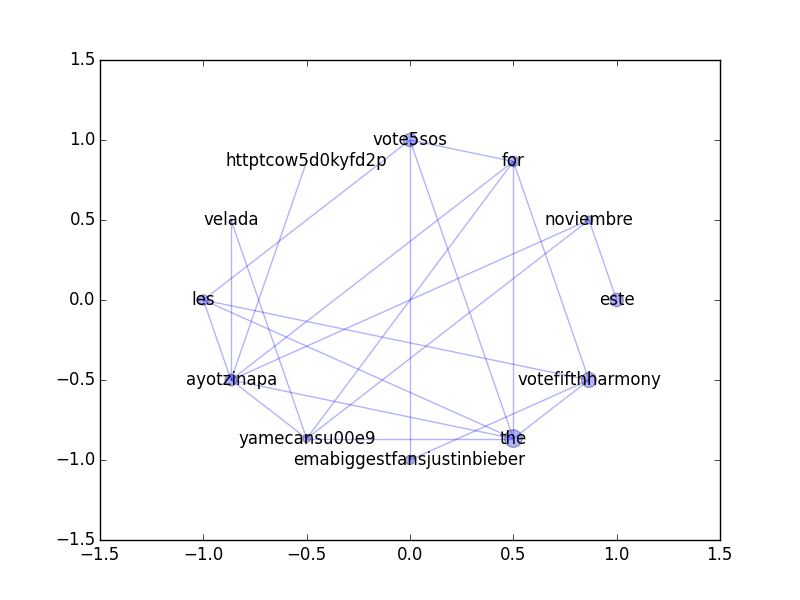 1.5
vote5sos
1.0
httptcow5d0kyfd2p
for
velada
noviembre
0.5
les
este
0.0
ayotzinapa
votefifthharmony
−0.5
yamecansu00e9
the
emabiggestfansjustinbieber
−1.0
−1.5
−1.5 −1.0 −0.5 0.0 0.5 1.0 1.5